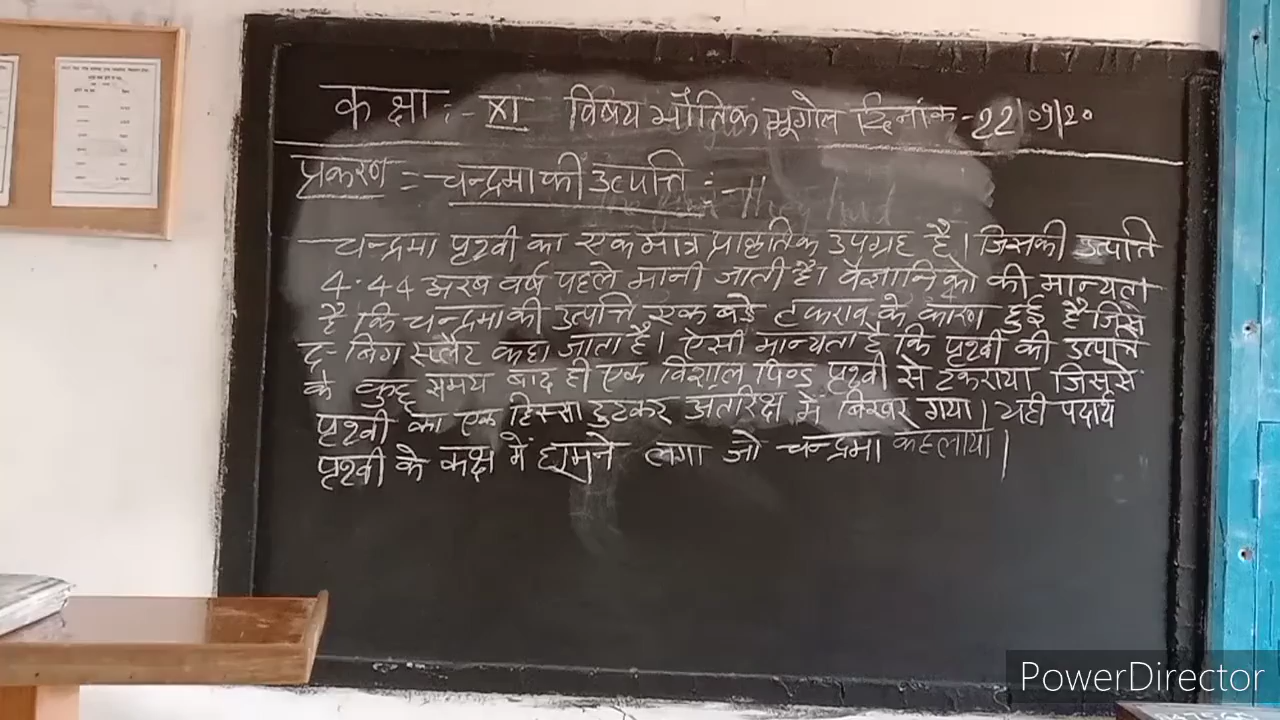 कक्षा :- XI विषय भौतिक भूगोल दिनांक - 22/09/20
प्रकरण = चन्द्रमा की उत्पत्ति :-
चन्द्रमा पृथ्वी का एकमात्र प्राकृतिक उपग्रह है। जिसकी उत्पत्ति
4.44 अरब वर्ष पहले मानी जाती है। वैज्ञानिको की मान्यता
है कि चन्द्रमा की उत्पत्ति एक बडे टकराव के कारण हुई है जिसे
द- बिग स्प्लैट कहा जाता है। ऐसी मान्यता है कि पृथ्वी की उत्पत्ति
के कुछ समय बाद ही एक विशाल पिण्ड पृथ्वी से टकराया जिससे
पृथ्वी का एक हिस्सा टुटकर अंतरिक्ष में बिखर गया। यही पदार्थ
पृथ्वी के कक्ष में घुमने लगा जो चन्द्रमा कहलाया।
PowerDirector